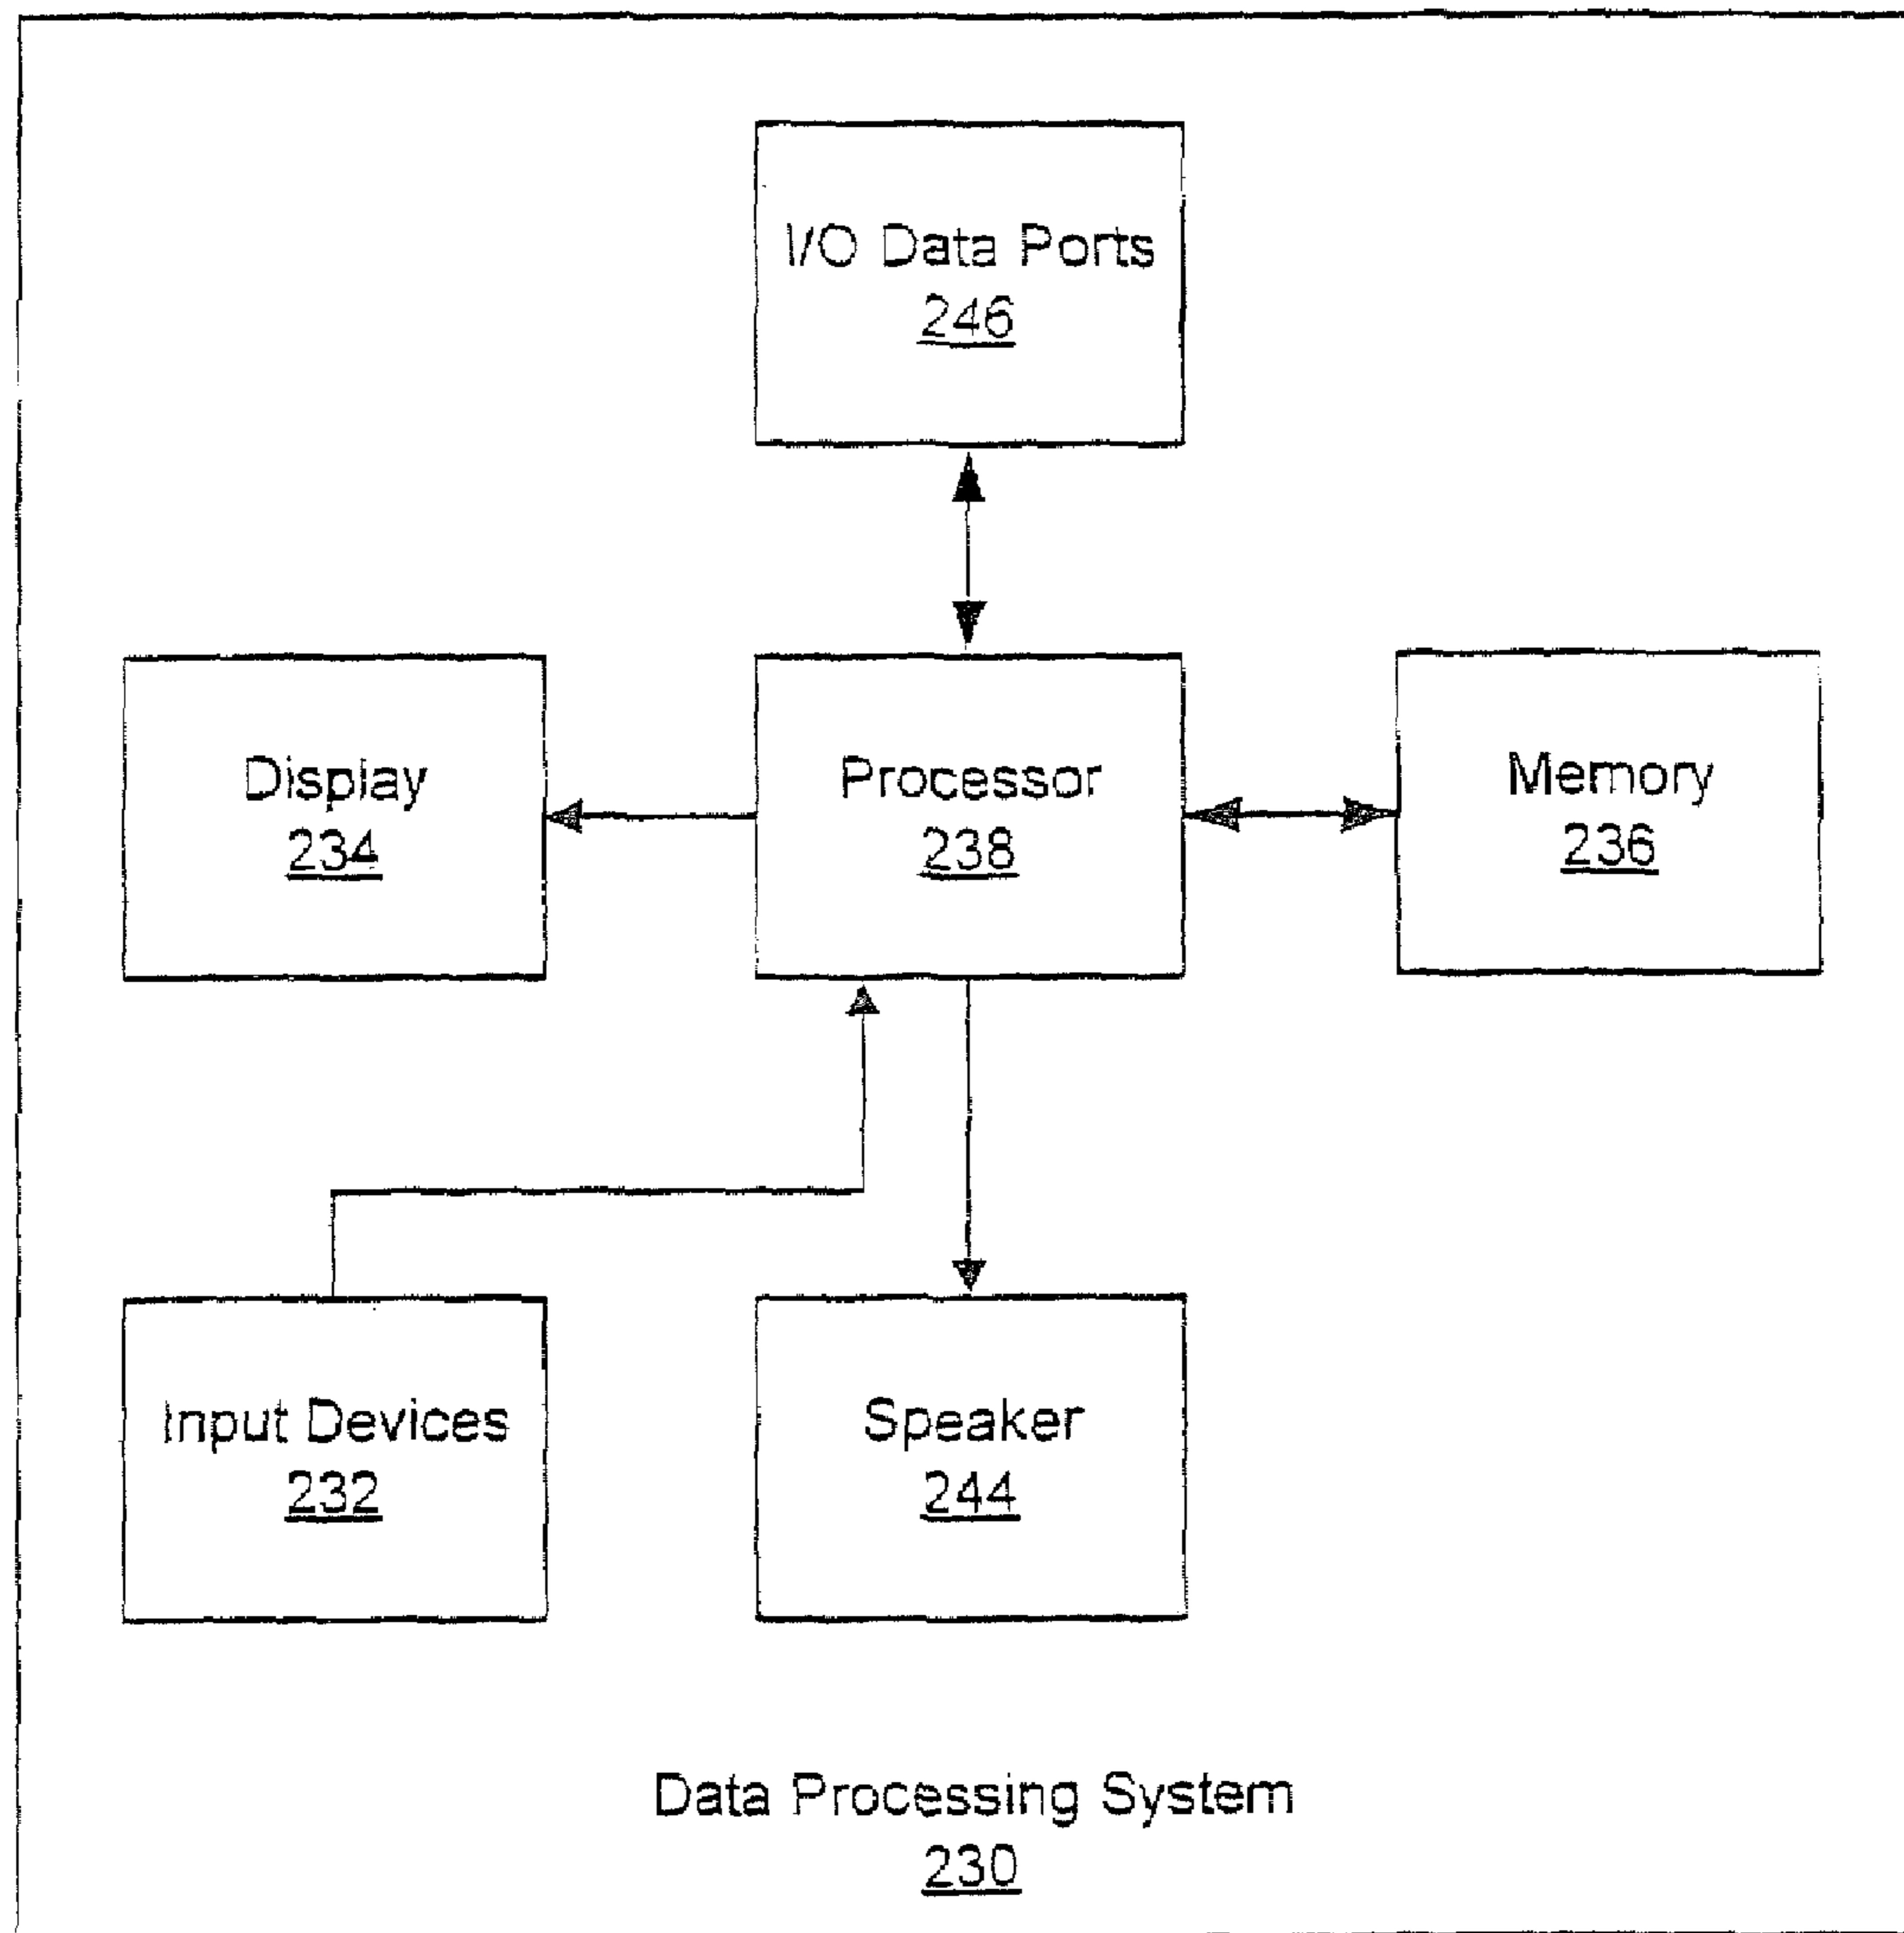 I/O Data Ports
246
Display
234
Processor
238
Memory
236
Input Devices
232
Speaker
244
Data Processing System
230